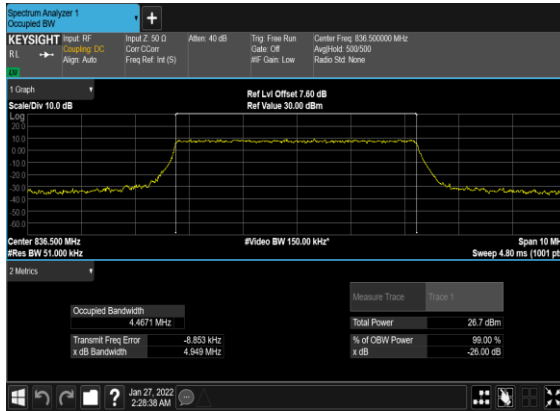 Spectrum Analyzer 1
Occupied BW
KEYSIGHT
RL
Input: RF
Coupling: DC
Align: Auto
Input Z: 50 Ω
Corr CCorr
Freq Ref: Int (S)
Atten: 40 dB
Trig: Free Run
Gate: Off
#IF Gain: Low
Center Freq: 836.500000 MHz
Avg|Hold: 500/500
Radio Std: None
1 Graph
Scale/Div 10.0 dB
Ref Lvl Offset 7.60 dB
Ref Value 30.00 dBm
Log
20.0
10.0
0.00
-10.0
-20.0
-30.0
-40.0
-50.0
-60.0
Center 836.500 MHz
#Video BW 150.00 kHz*
Span 10 MH
#Res BW 51.000 kHz
Sweep 4.80 ms (1001 pts
2 Metrics
Measure Trace Trace 1
Occupied Bandwidth
4.4671 MHz
Total Power 26.7 dBm
Transmit Freq Error -8.853 kHz
% of OBW Power 99.00 %
x dB Bandwidth 4.949 MHz
x dB -26.00 dB
?
Jan 27, 2022
2:28:38 AM